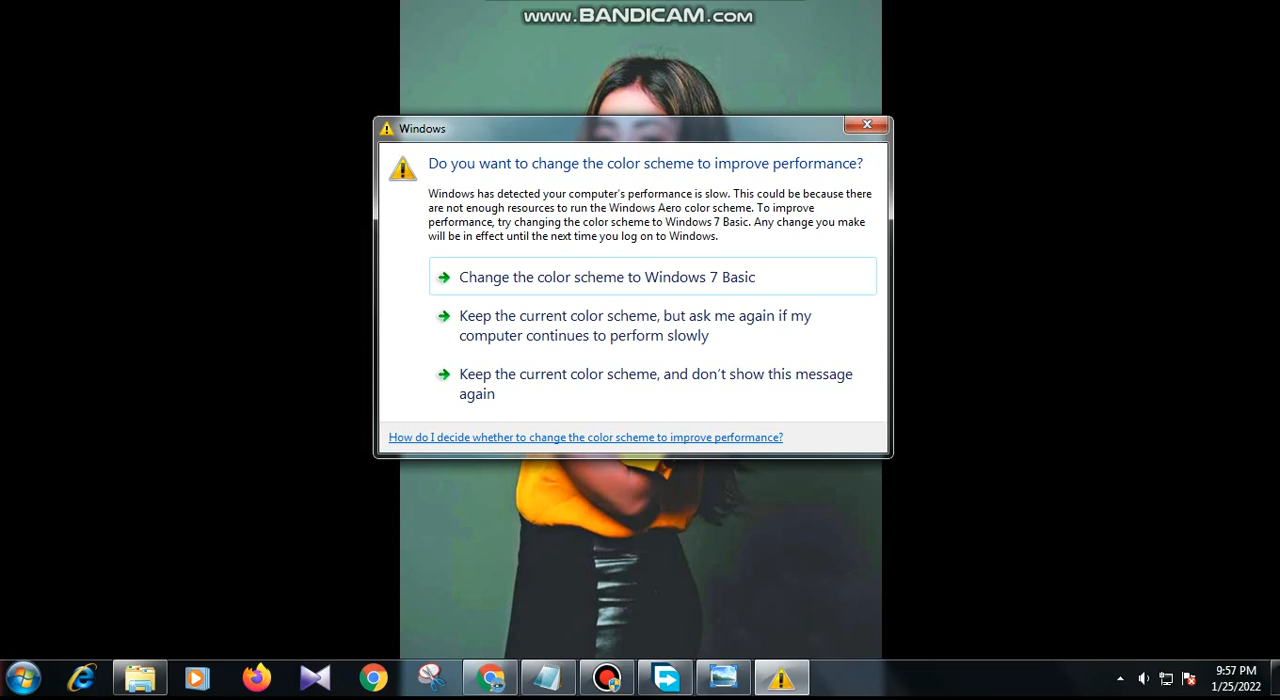 www.BANDICAM.com
Windows
Do you want to change the color scheme to improve performance?
Windows has detected your computer's performance is slow. This could be because there
are not enough resources to run the Windows Aero color scheme. To improve
performance, try changing the color scheme to Windows 7 Basic. Any change you make
will be in effect until the next time you log on to Windows.
Change the color scheme to Windows 7 Basic
Keep the current color scheme, but ask me again if my
computer continues to perform slowly
Keep the current color scheme, and don't show this message
again
How do I decide whether to change the color scheme to improve performance?
9:57 PM
1/25/2022